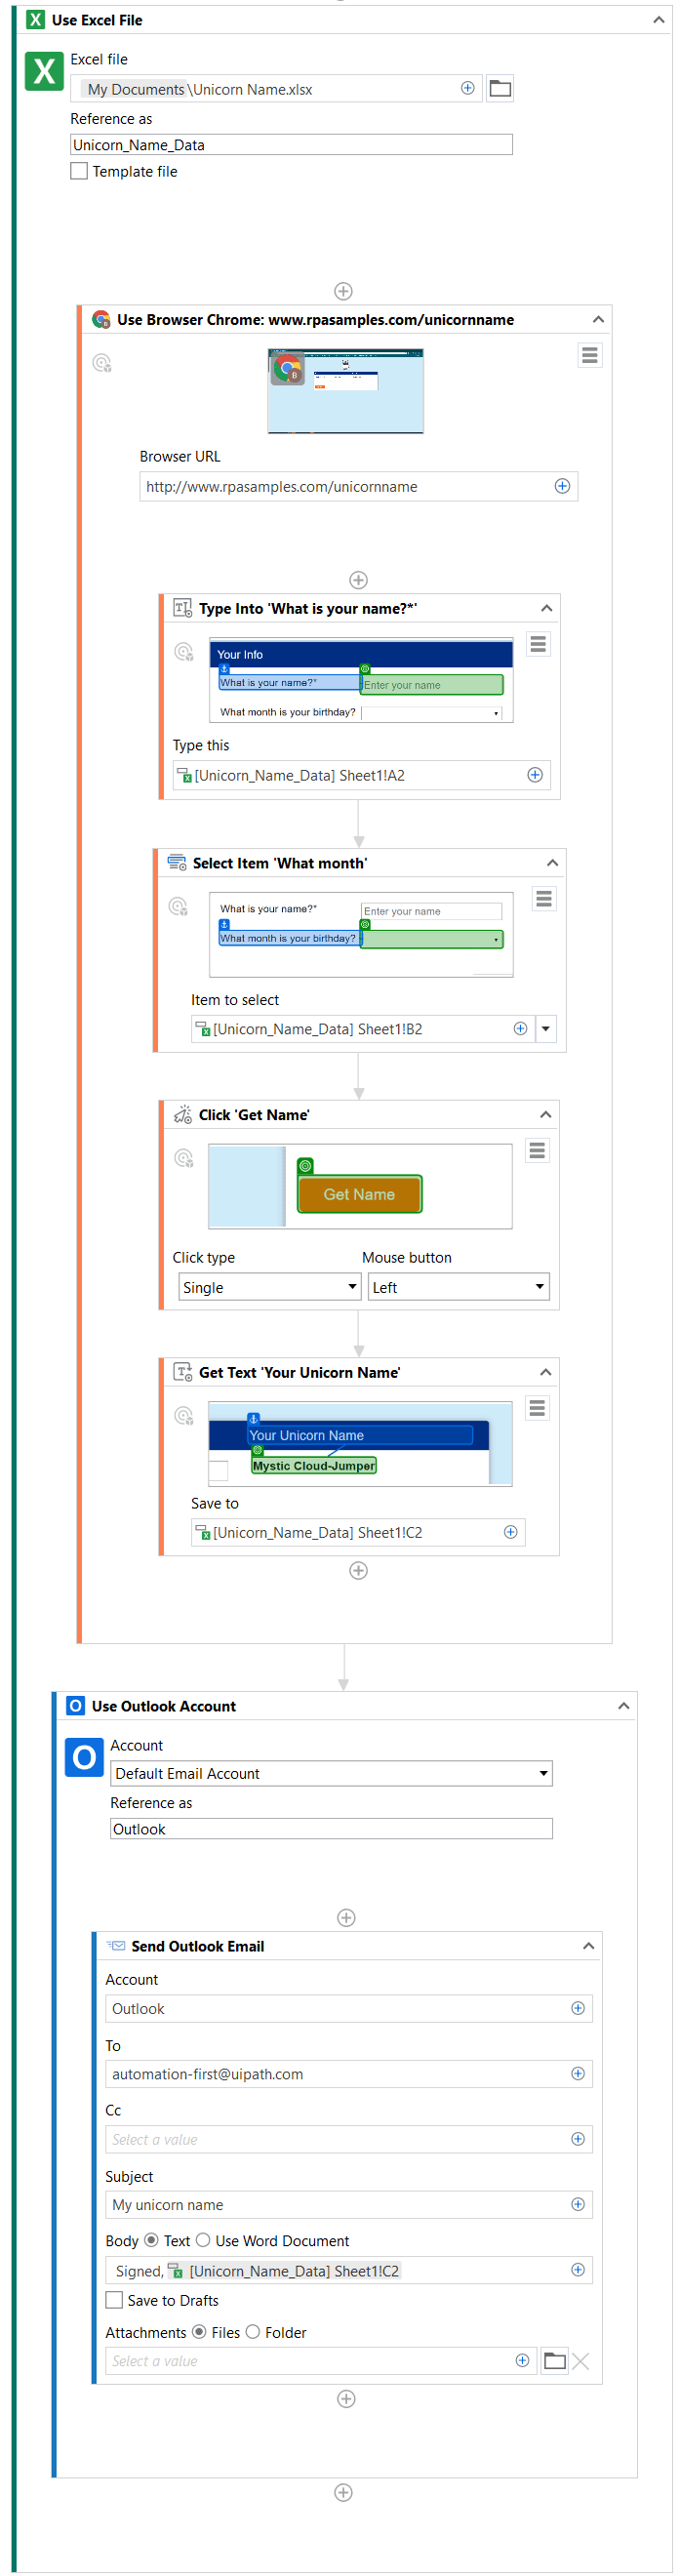 Use Excel File
Excel file
My Documents\Unicorn Name.xlsx
Reference as
Unicorn_Name_Data
Template file
Use Browser Chrome: www.rpasamples.com/unicornname
Browser URL
http://www.rpasamples.com/unicornname
Type Into 'What is your name?*'
Your Info
What is your name?* Enter your name
What month is your birthday?
Type this
[Unicorn_Name_Data] Sheet1!A2
Select Item 'What month'
What is your name?* Enter your name
What month is your birthday?
Item to select
[Unicorn_Name_Data] Sheet1!B2
Click 'Get Name'
Get Name
Click type Mouse button
Single Left
Get Text 'Your Unicorn Name'
Your Unicorn Name
Mystic Cloud-Jumper
Save to
[Unicorn_Name_Data] Sheet1!C2
Use Outlook Account
Account
Default Email Account
Reference as
Outlook
Send Outlook Email
Account
Outlook
To
automation-first@uipath.com
Cc
Select a value
Subject
My unicorn name
Body Text Use Word Document
Signed, [Unicorn_Name_Data] Sheet1!C2
Save to Drafts
Attachments Files Folder
Select a value